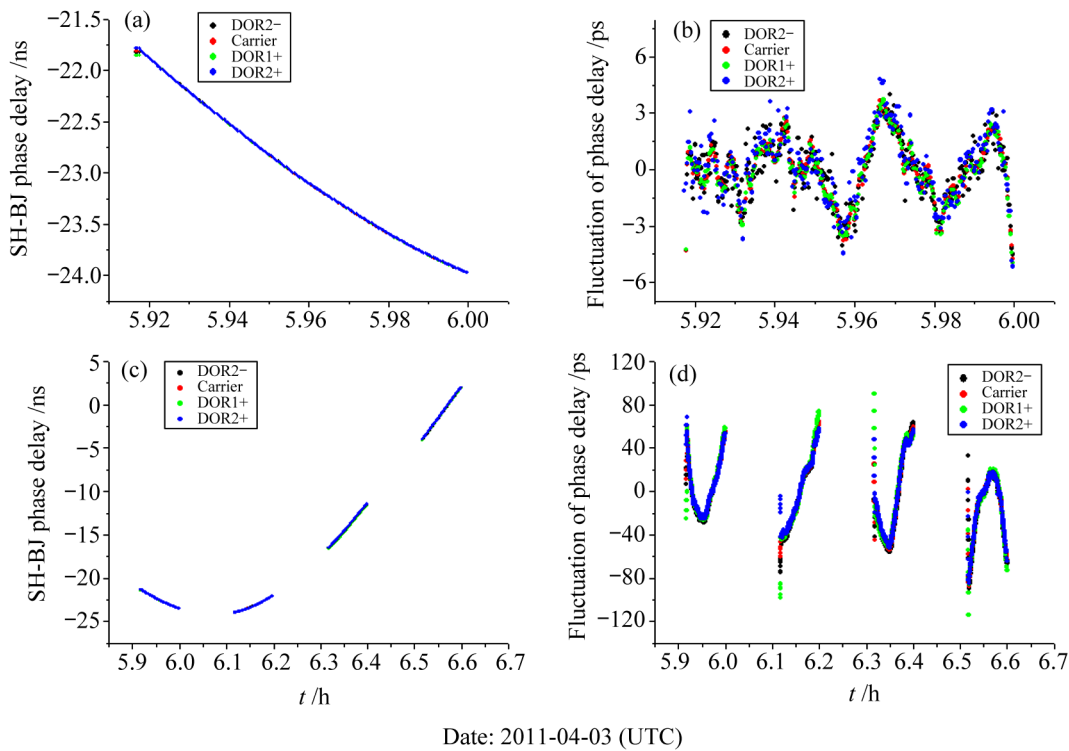 (a)
DOR2−
Carrier
DOR1+
DOR2+
SH-BJ phase delay /ns
−21.5
−22.0
−22.5
−23.0
−23.5
−24.0
5.92 5.94 5.96 5.98 6.00
(b)
DOR2−
Carrier
DOR1+
DOR2+
Fluctuation of phase delay /ps
6
3
0
−3
−6
5.92 5.94 5.96 5.98 6.00
(c)
DOR2−
Carrier
DOR1+
DOR2+
SH-BJ phase delay /ns
5
0
−5
−10
−15
−20
−25
5.9 6.0 6.1 6.2 6.3 6.4 6.5 6.6 6.7
t /h
(d)
DOR2−
Carrier
DOR1+
DOR2+
Fluctuation of phase delay /ps
120
80
40
0
−40
−80
−120
5.9 6.0 6.1 6.2 6.3 6.4 6.5 6.6 6.7
t /h
Date: 2011-04-03 (UTC)